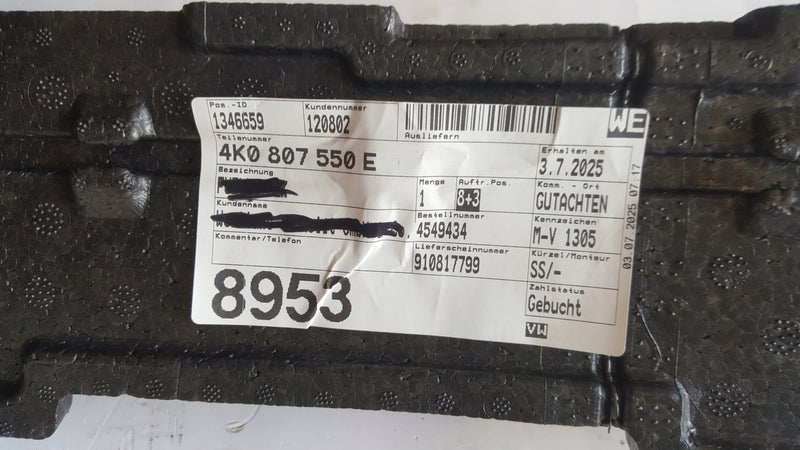 Pos.-ID Kundennummer
1346659 120802
Ausliefern
WE
Teilenummer
4K0 807 550 E
Erhalten am
3.7.2025
Bezeichnung
Menge Auftr.Pos.
1 8+3
Komm. - Ort
GUTACHTEN
Kundenname
Bestellnummer
4549434
Kennzeichen
M-V 1305
Kommentar/Telefon
Lieferscheinnummer
910817799
Kürzel/Monteur
SS/-
8953
Zahlstatus
Gebucht
VW
03.07.2025 07:17